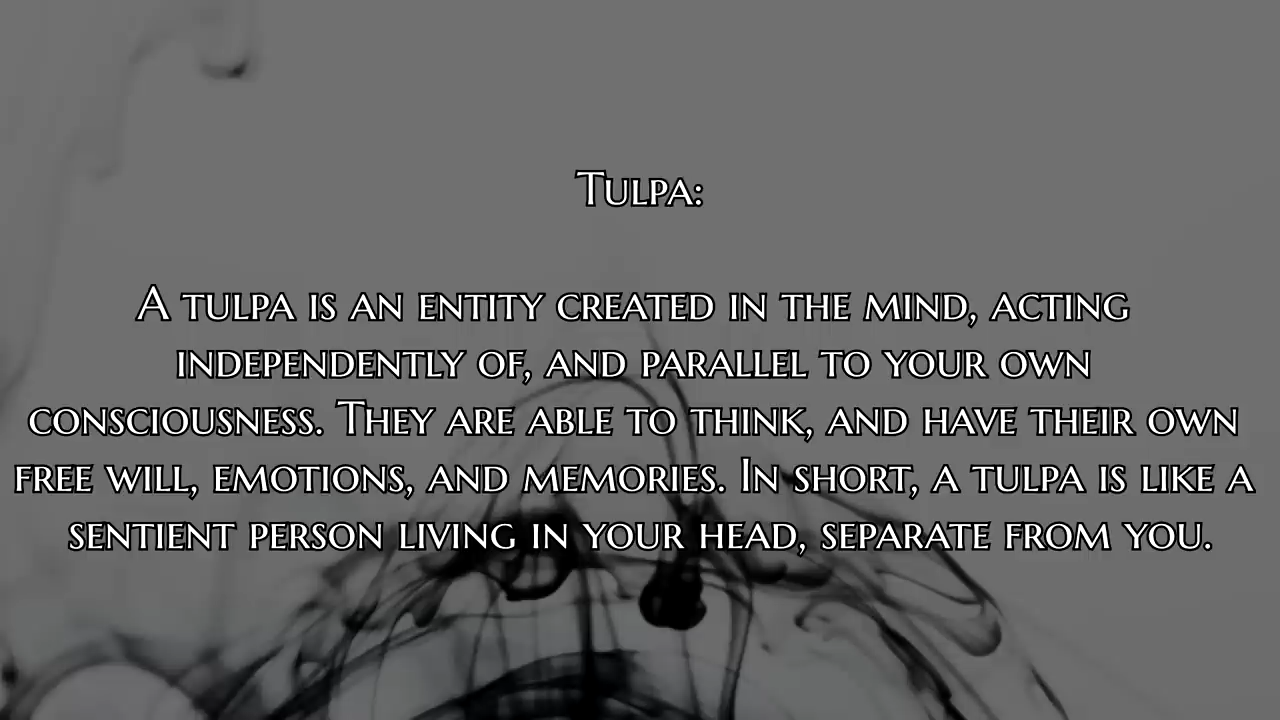 Tulpa:
A tulpa is an entity created in the mind, acting
independently of, and parallel to your own
consciousness. They are able to think, and have their own
free will, emotions, and memories. In short, a tulpa is like a
sentient person living in your head, separate from you.